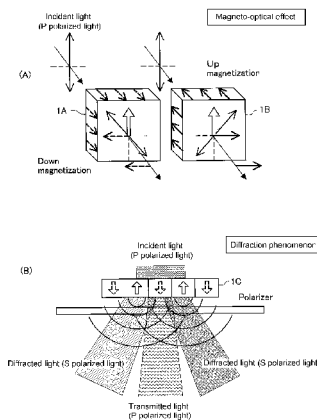 Incident light
(P polarized light)
Magneto-optical effect
(A)
Up
magnetization
1A
1B
Down
magnetization
Incident light
(P polarized light)
Diffraction phenomenon
(B)
1C
Polarizer
Diffracted light (S polarized light)
Diffracted light (S polarized light)
Transmitted light
(P polarized light)